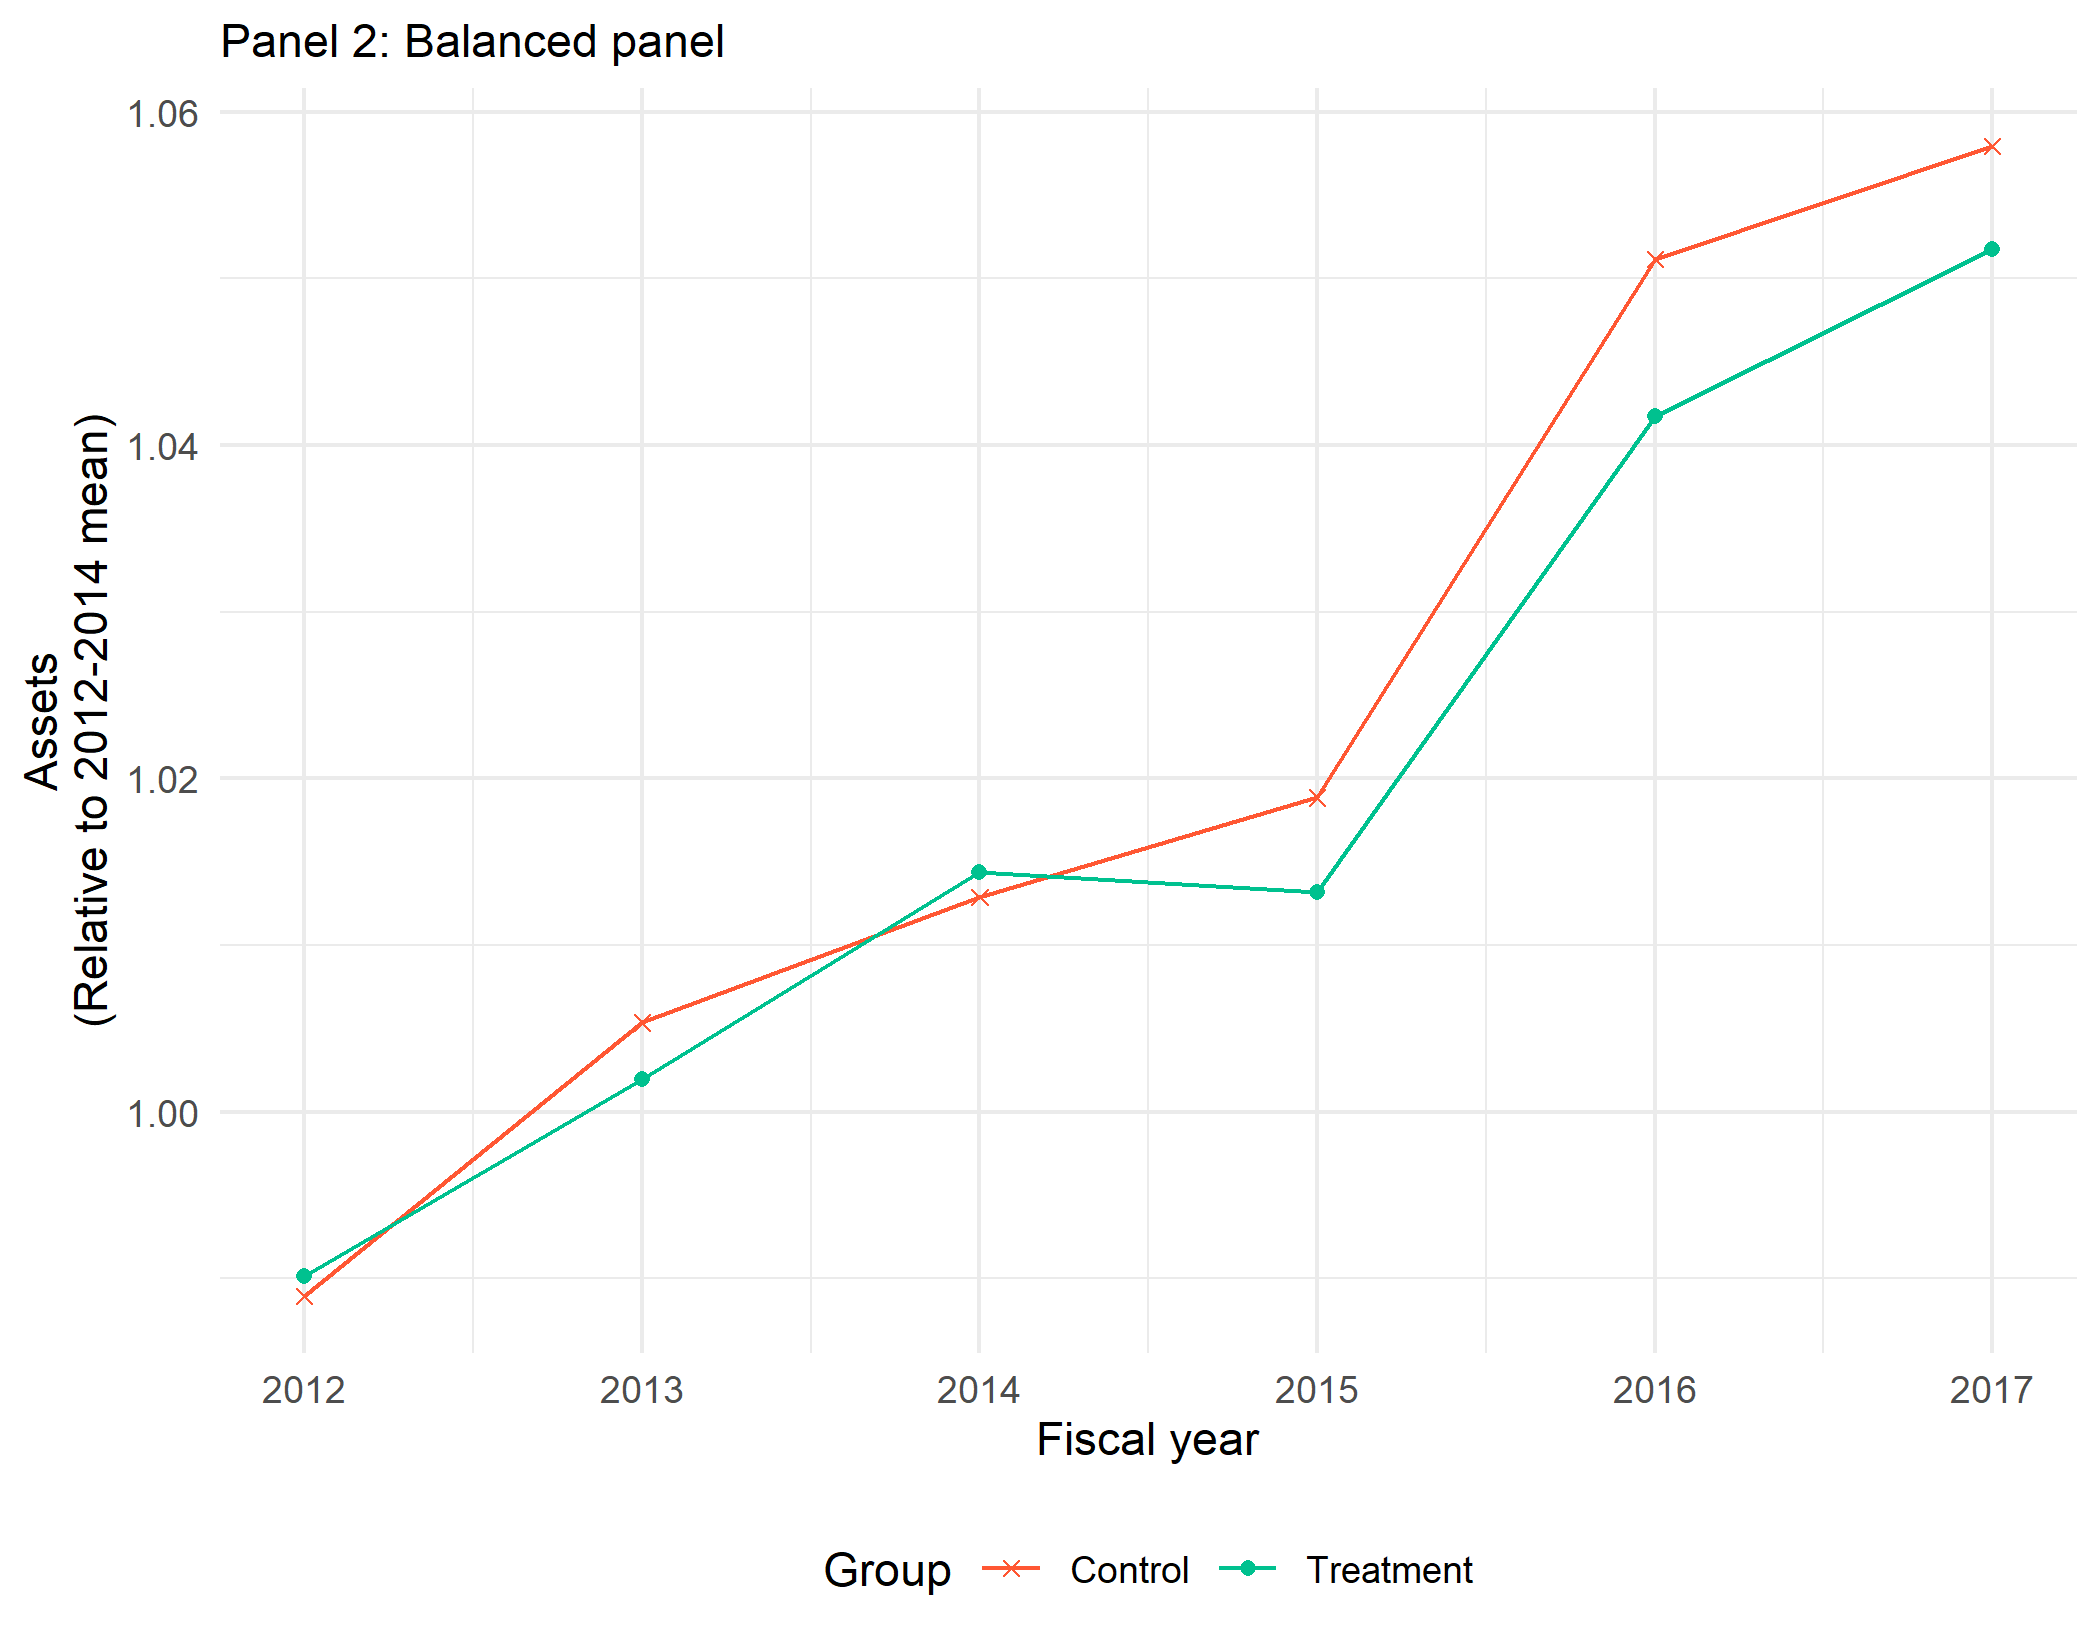 Panel 2: Balanced panel
1.06
1.04
1.02
1.00
Assets
(Relative to 2012-2014 mean)
2012 2013 2014 2015 2016 2017
Fiscal year
Group Control Treatment